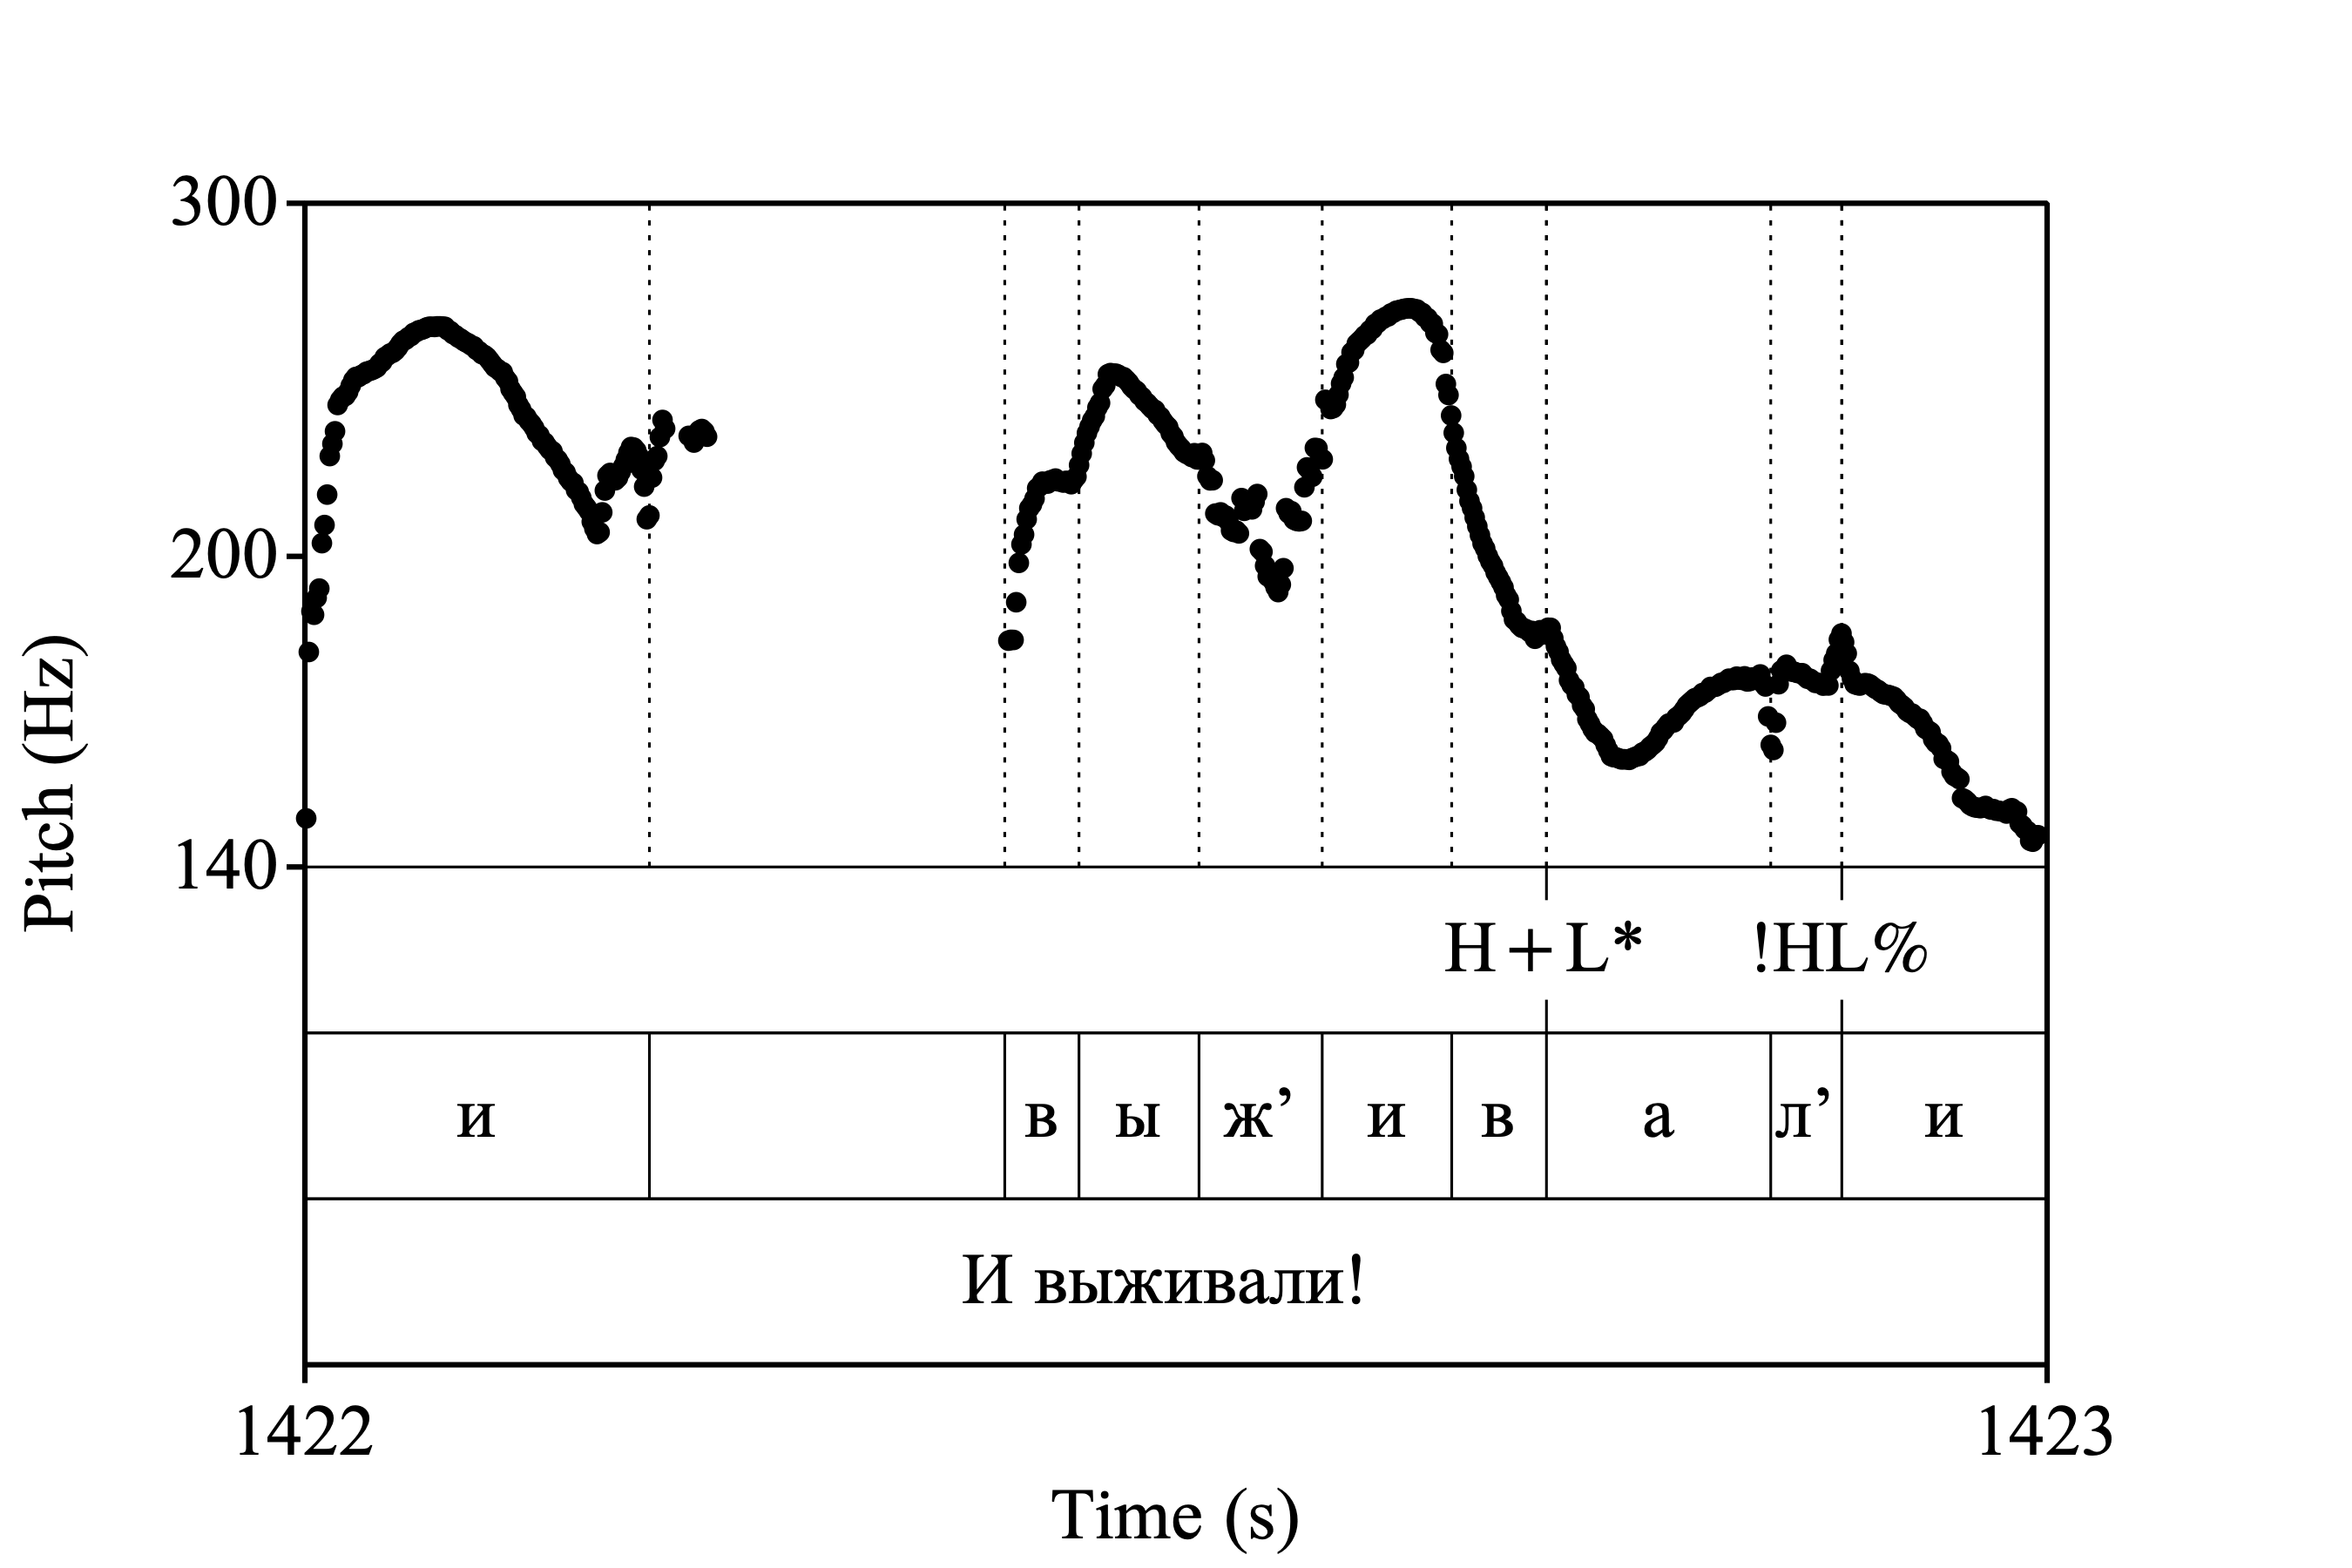 300
200
140
Pitch (Hz)
H + L* !HL%
и в ы ж’ и в а л’ и
И выживали!
1422 1423
Time (s)